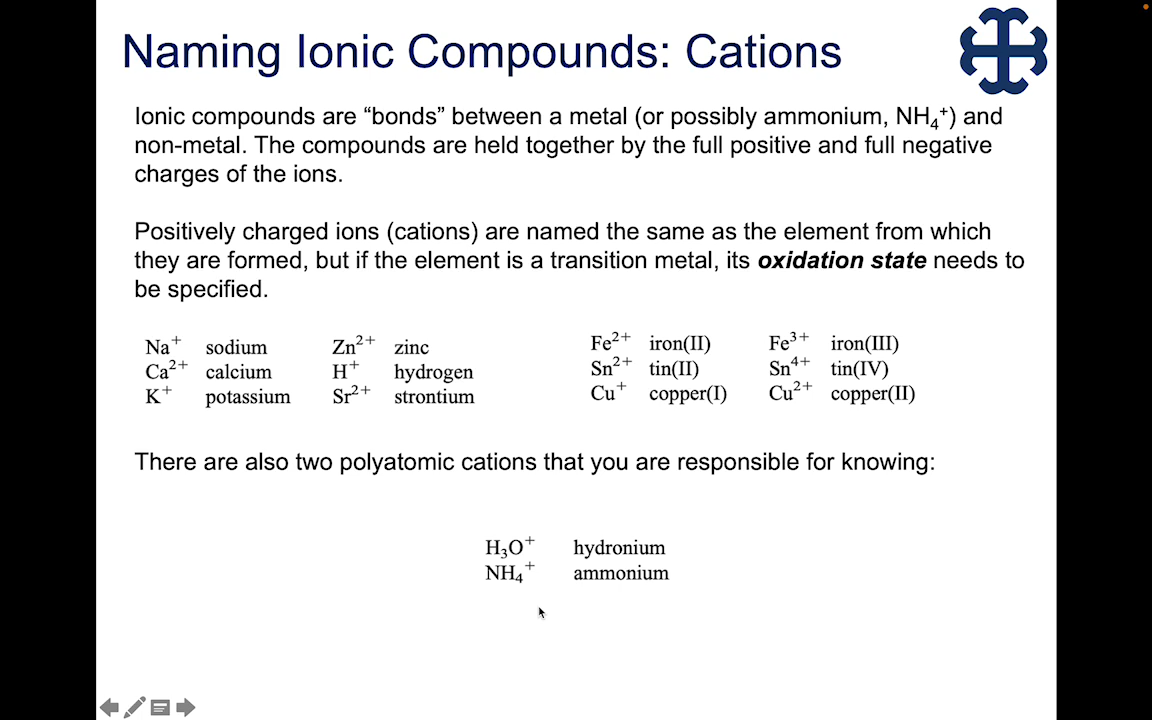 Naming Ionic Compounds: Cations
Ionic compounds are “bonds” between a metal (or possibly ammonium, NH₄⁺) and
non-metal. The compounds are held together by the full positive and full negative
charges of the ions.
Positively charged ions (cations) are named the same as the element from which
they are formed, but if the element is a transition metal, its oxidation state needs to
be specified.
Na⁺ sodium Zn²⁺ zinc Fe²⁺ iron(II) Fe³⁺ iron(III)
Ca²⁺ calcium H⁺ hydrogen Sn²⁺ tin(II) Sn⁴⁺ tin(IV)
K⁺ potassium Sr²⁺ strontium Cu⁺ copper(I) Cu²⁺ copper(II)
There are also two polyatomic cations that you are responsible for knowing:
H₃O⁺ hydronium
NH₄⁺ ammonium